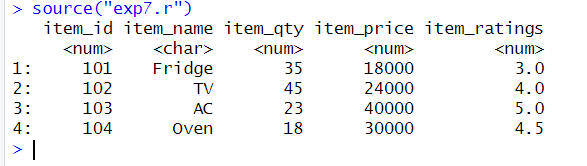 > source("exp7.r")
item_id item_name item_qty item_price item_ratings
<num> <char> <num> <num> <num>
1: 101 Fridge 35 18000 3.0
2: 102 TV 45 24000 4.0
3: 103 AC 23 40000 5.0
4: 104 Oven 18 30000 4.5
>